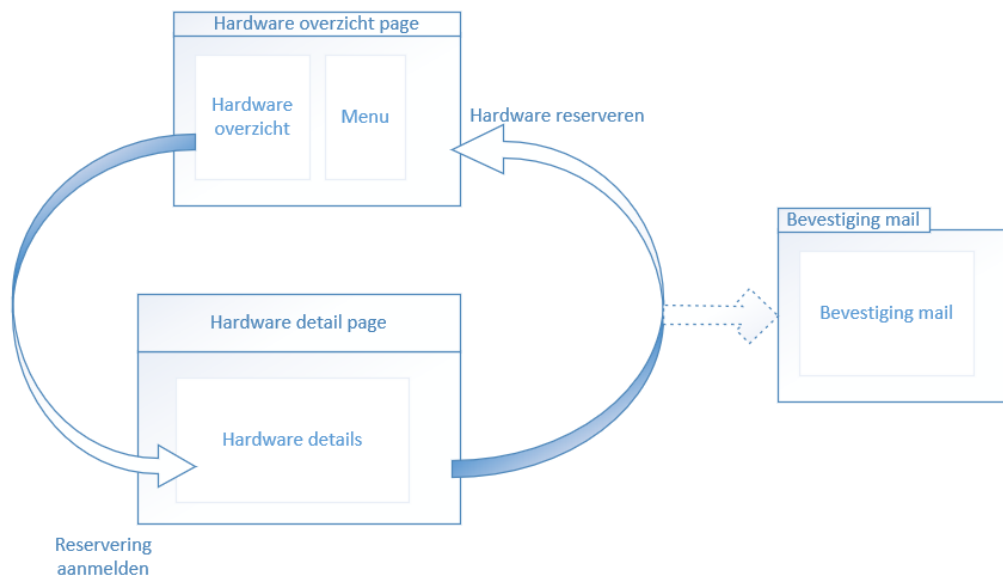 Hardware overzicht page
Hardware
overzicht
Menu
Hardware reserveren
Bevestiging mail
Bevestiging mail
Hardware detail page
Hardware details
Reservering
aanmelden